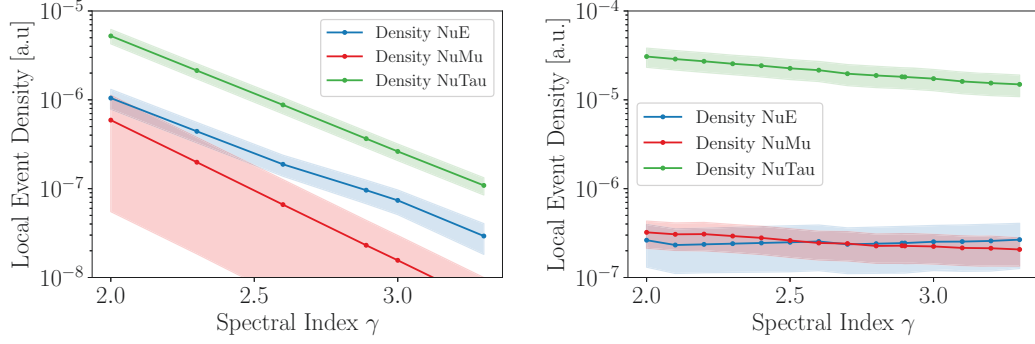 Local Event Density [a.u]
10⁻⁵
10⁻⁶
10⁻⁷
10⁻⁸
Density NuE
Density NuMu
Density NuTau
2.0
2.5
3.0
Spectral Index γ
Local Event Density [a.u.]
10⁻⁴
10⁻⁵
10⁻⁶
10⁻⁷
Density NuE
Density NuMu
Density NuTau
2.0
2.5
3.0
Spectral Index γ